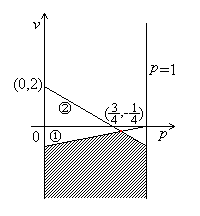 v
(0,2)
②
p=1
(3/4,-1/4)
0
①
p